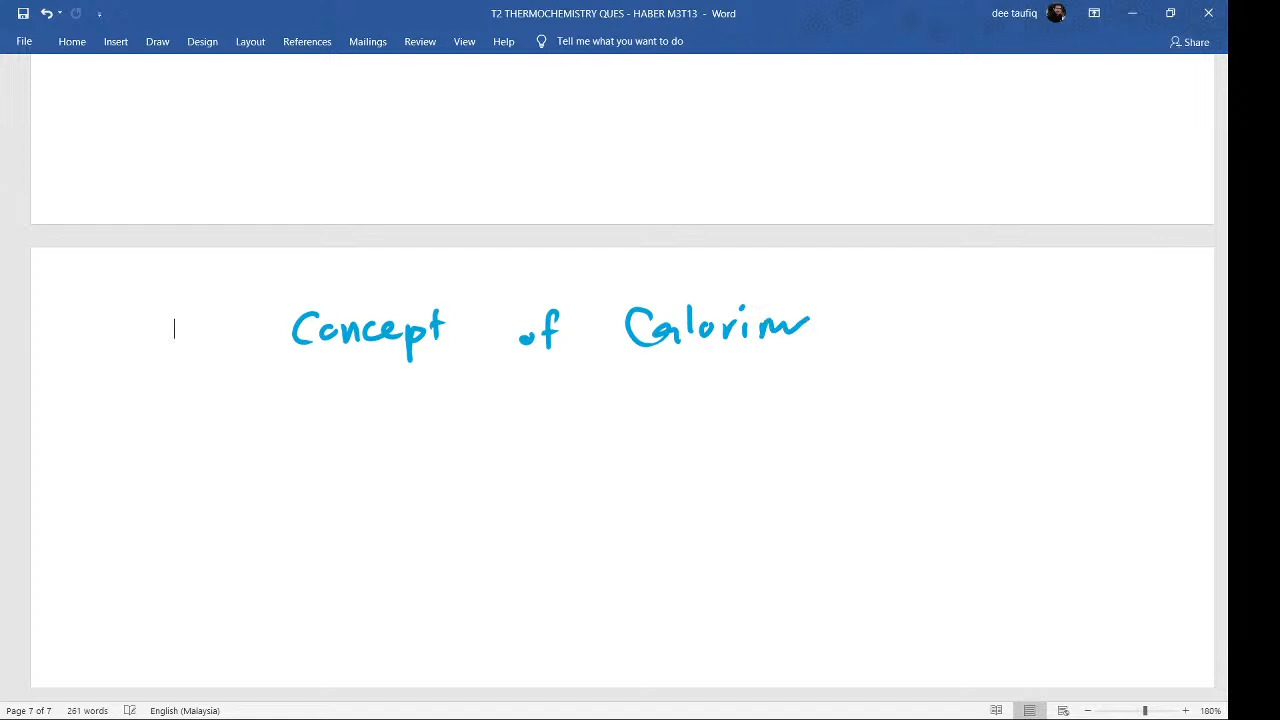 T2 THERMOCHEMISTRY QUES - HABER M3T13 - Word
dee taufiq
File Home Insert Draw Design Layout References Mailings Review View Help Tell me what you want to do Share
Concept of Calorim
Page 7 of 7 261 words English (Malaysia) 180%